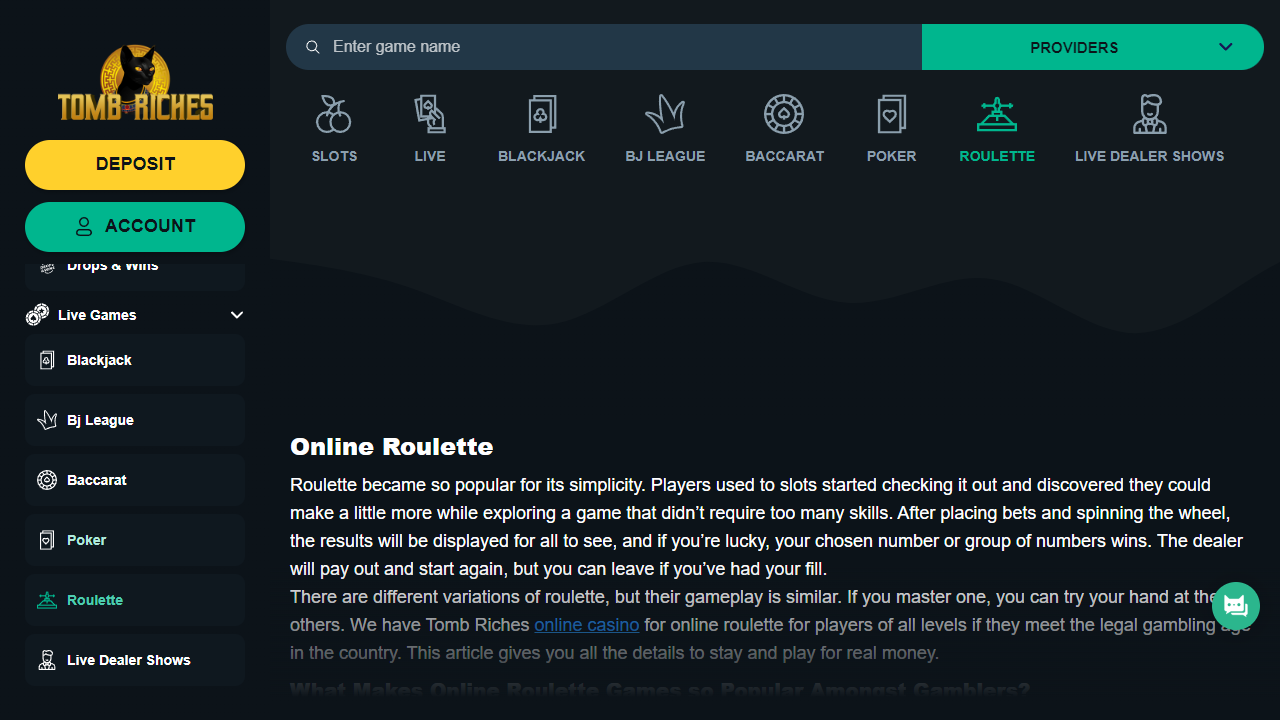 TOMB RICHES
DEPOSIT
ACCOUNT
Drops & Wins
Live Games
Blackjack
Bj League
Baccarat
Poker
Roulette
Live Dealer Shows
Enter game name
PROVIDERS
SLOTS
LIVE
BLACKJACK
BJ LEAGUE
BACCARAT
POKER
ROULETTE
LIVE DEALER SHOWS
Online Roulette
Roulette became so popular for its simplicity. Players used to slots started checking it out and discovered they could
make a little more while exploring a game that didn’t require too many skills. After placing bets and spinning the wheel,
the results will be displayed for all to see, and if you’re lucky, your chosen number or group of numbers wins. The dealer
will pay out and start again, but you can leave if you’ve had your fill.
There are different variations of roulette, but their gameplay is similar. If you master one, you can try your hand at the
others. We have Tomb Riches online casino for online roulette for players of all levels if they meet the legal gambling age
in the country. This article gives you all the details to stay and play for real money.
What Makes Online Roulette Games so Popular Amongst Gamblers?